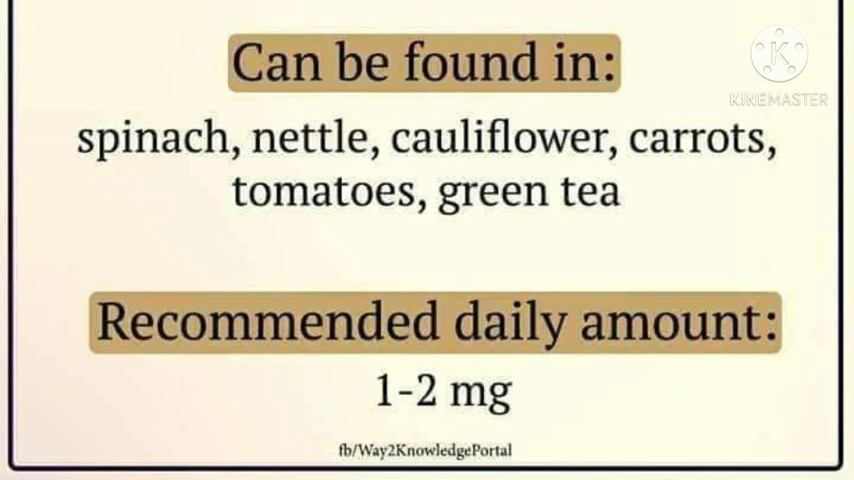 Can be found in:
K
KINEMASTER
spinach, nettle, cauliflower, carrots,
tomatoes, green tea
Recommended daily amount:
1-2 mg
fb/Way2KnowledgePortal